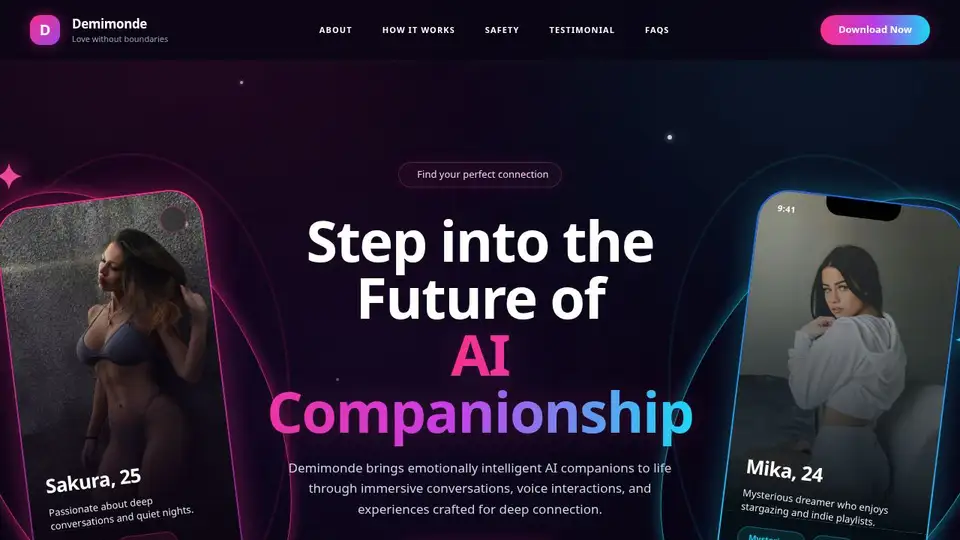 D
Demimonde
Love without boundaries
ABOUT
HOW IT WORKS
SAFETY
TESTIMONIAL
FAQS
Download Now
Find your perfect connection
Step into the
Future of
AI
Companionship
Demimonde brings emotionally intelligent AI companions to life
through immersive conversations, voice interactions, and
experiences crafted for deep connection.
Sakura, 25
Passionate about deep
conversations and quiet nights.
9:41
Mika, 24
Mysterious dreamer who enjoys
stargazing and indie playlists.